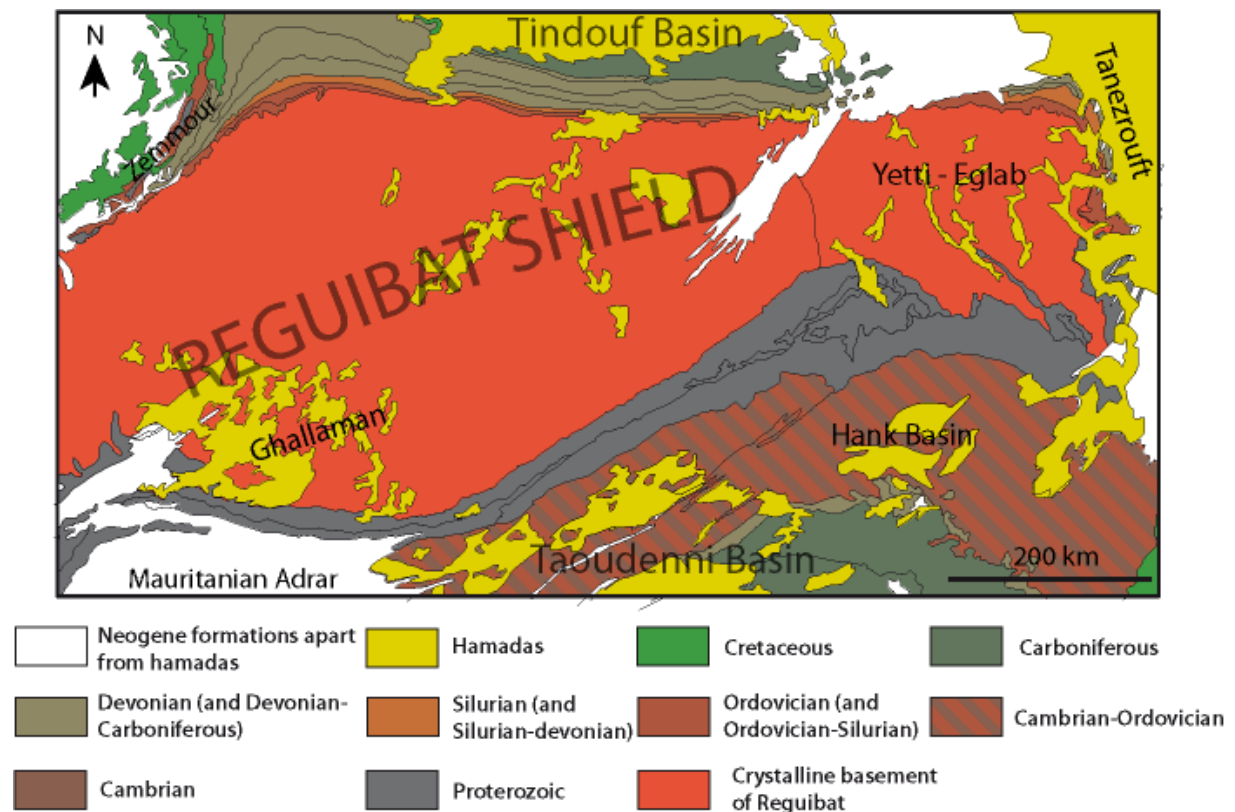 Tindouf Basin
N
Tanezrouft
Zemmour
Yetti - Eglab
REGUIBAT SHIELD
Ghallaman
Hank Basin
Taoudenni Basin
200 km
Mauritanian Adrar
Neogene formations apart
from hamadas
Hamadas
Cretaceous
Carboniferous
Devonian (and Devonian-
Carboniferous)
Silurian (and
Silurian-devonian)
Ordovician (and
Ordovician-Silurian)
Cambrian-Ordovician
Cambrian
Proterozoic
Crystalline basement
of Reguibat